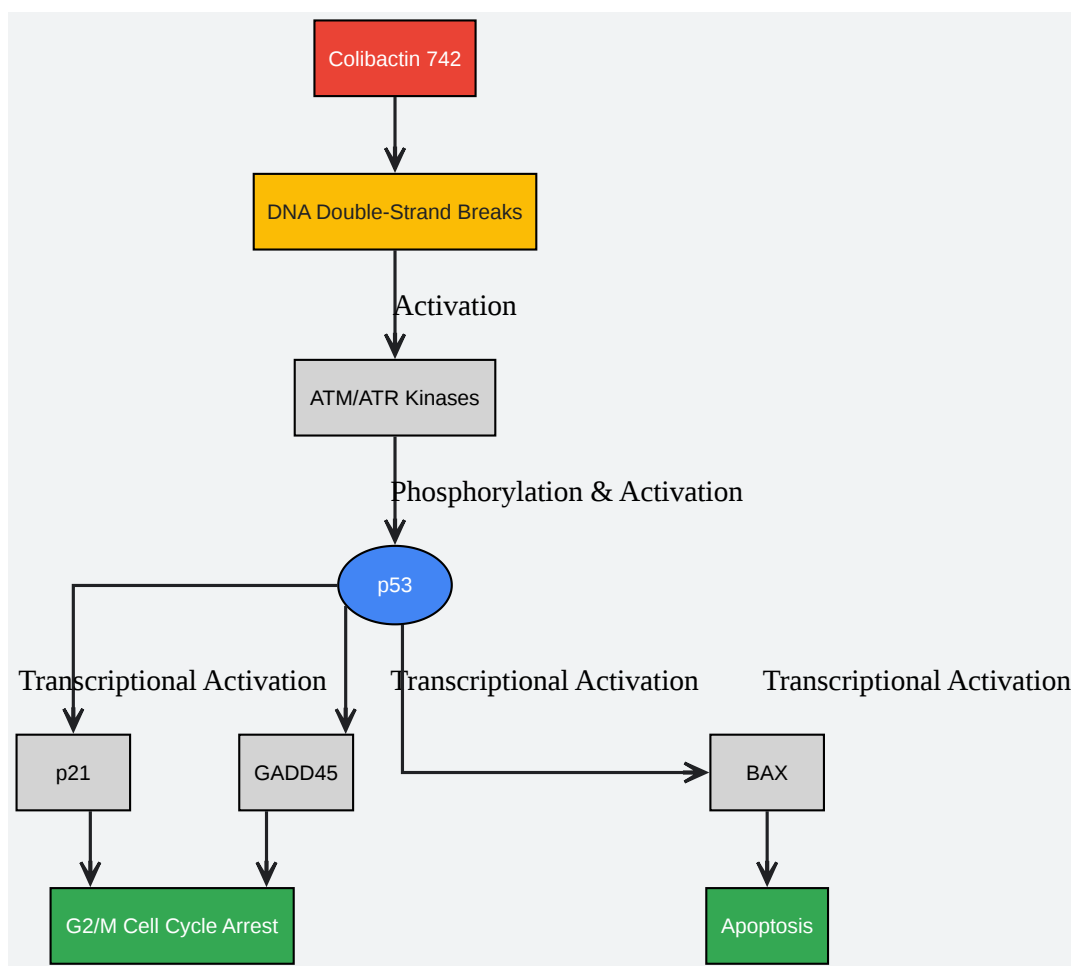 Colibactin 742
DNA Double-Strand Breaks
Activation
ATM/ATR Kinases
Phosphorylation & Activation
p53
Transcriptional Activation
Transcriptional Activation
Transcriptional Activation
p21
GADD45
BAX
G2/M Cell Cycle Arrest
Apoptosis